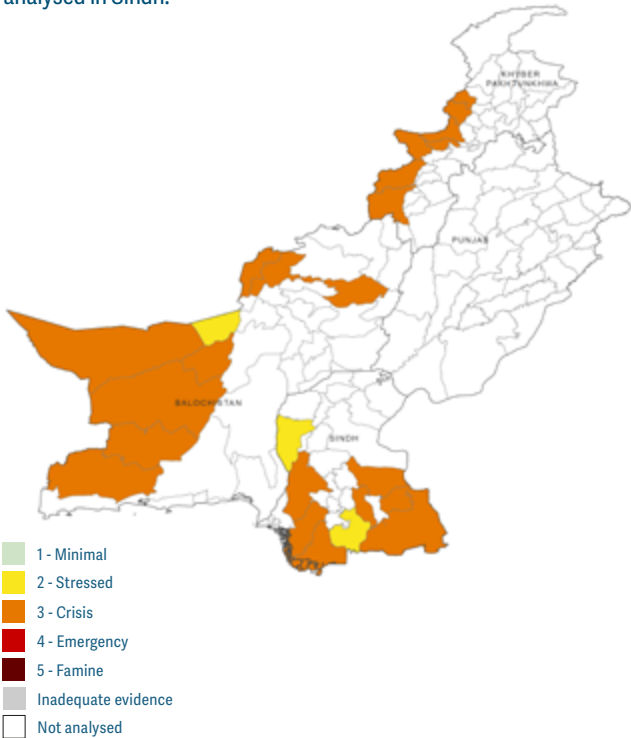 analysed in Sindh.
KHYBER
PAKHTUNKHWA
PUNJAB
BALOCHISTAN
SINDH
1 - Minimal
2 - Stressed
3 - Crisis
4 - Emergency
5 - Famine
Inadequate evidence
Not analysed